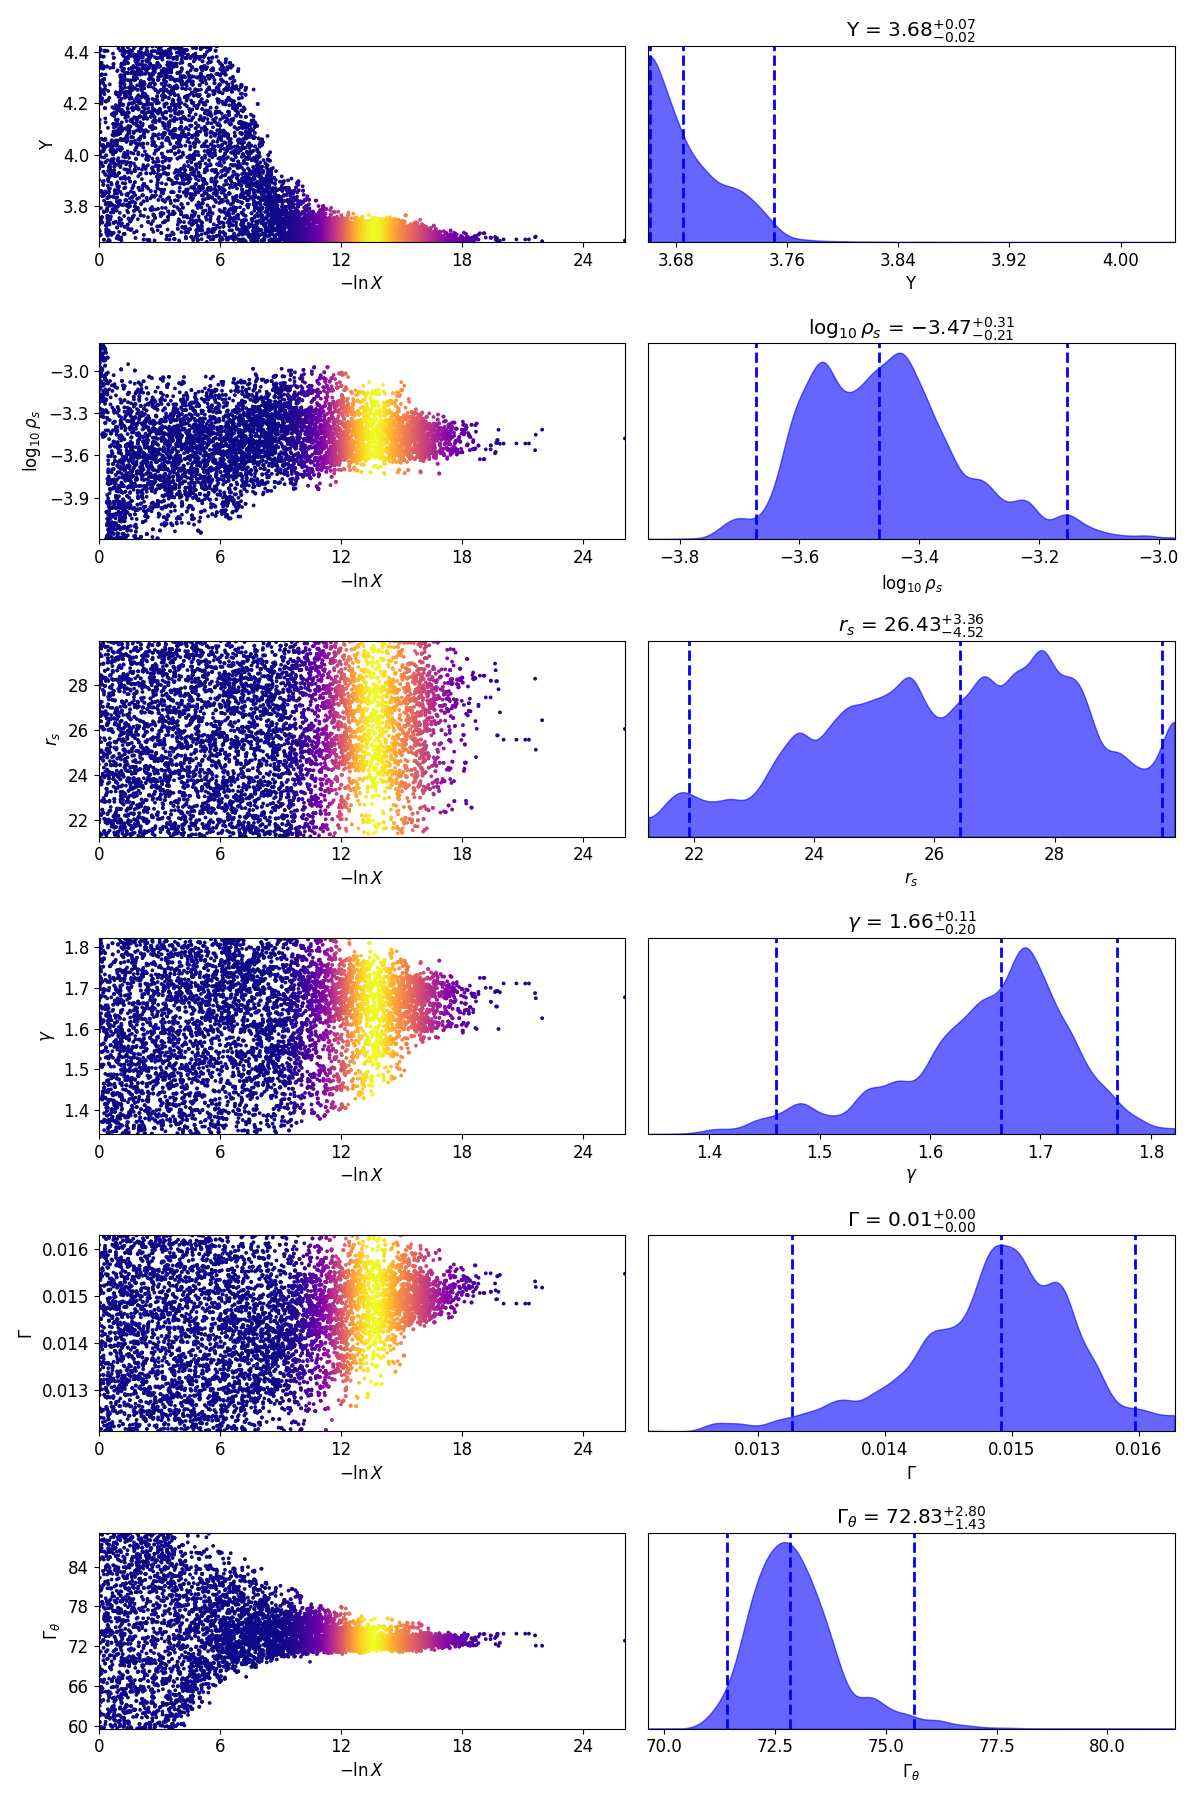 Υ = 3.68+0.07 −0.02
4.4
4.2
4.0
3.8
Υ
0 6 12 18 24
−ln X
3.68 3.76 3.84 3.92 4.00
Υ
log10 ρs = −3.47+0.31 −0.21
−3.0
−3.3
−3.6
−3.9
log10 ρs
0 6 12 18 24
−ln X
−3.8 −3.6 −3.4 −3.2 −3.0
log10 ρs
rs = 26.43+3.36 −4.52
28
26
24
22
rs
0 6 12 18 24
−ln X
22 24 26 28
rs
γ = 1.66+0.11 −0.20
1.8
1.7
1.6
1.5
1.4
γ
0 6 12 18 24
−ln X
1.4 1.5 1.6 1.7 1.8
γ
Γ = 0.01+0.00 −0.00
0.016
0.015
0.014
0.013
Γ
0 6 12 18 24
−ln X
0.013 0.014 0.015 0.016
Γ
Γθ = 72.83+2.80 −1.43
84
78
72
66
60
Γθ
0 6 12 18 24
−ln X
70.0 72.5 75.0 77.5 80.0
Γθ